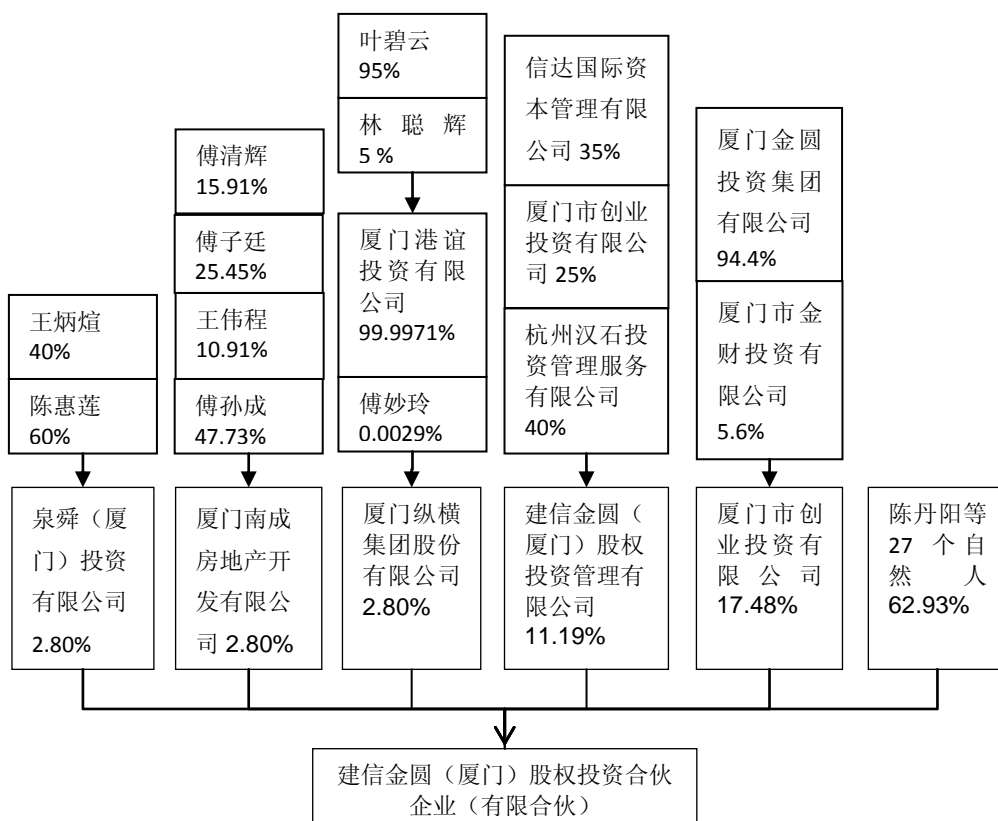 叶碧云
95%
林聪辉
5 %
信达国际资
本管理有限
公司 35%
傅清辉
15.91%
厦门金圆
投资集团
有限公司
94.4%
傅子廷
25.45%
厦门港谊
投资有限
公司
99.9971%
厦门市创业
投资有限公
司 25%
王炳煊
40%
王伟程
10.91%
杭州汉石投
资管理服务
有限公司
40%
厦门市金
财投资有
限公司
5.6%
陈惠莲
60%
傅孙成
47.73%
傅妙玲
0.0029%
泉舜（厦
门）投资
有限公司
2.80%
厦门南成
房地产开
发有限公
司 2.80%
厦门纵横
集团股份
有限公司
2.80%
建信金圆（
厦门）股权
投资管理有
限公司
11.19%
厦门市创
业投资有
限公司
17.48%
陈丹阳等
27 个自
然人
62.93%
建信金圆（厦门）股权投资合伙
企业（有限合伙）